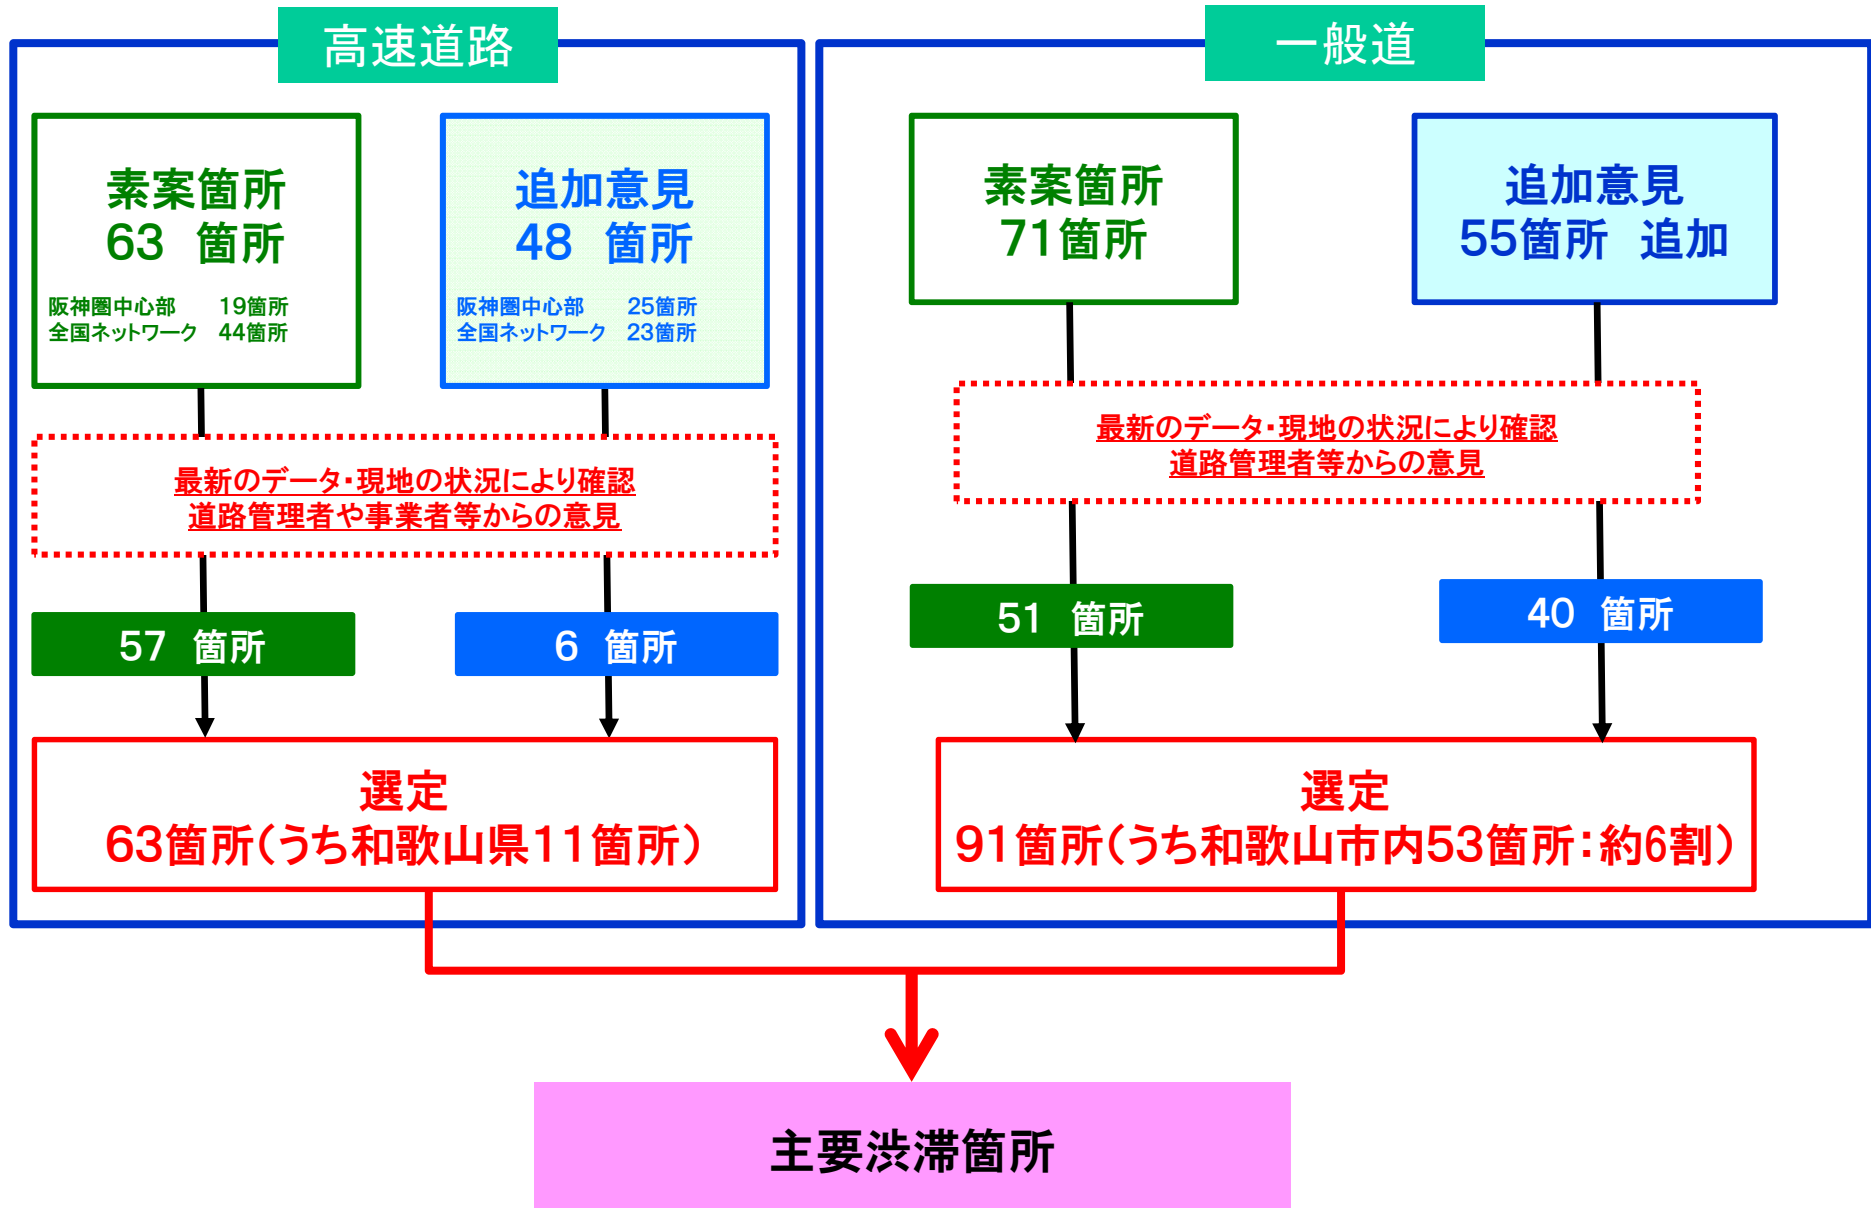 高速道路
素案箇所
63 箇所
阪神圏中心部 19箇所
全国ネットワーク 44箇所
追加意見
48 箇所
阪神圏中心部 25箇所
全国ネットワーク 23箇所
最新のデータ・現地の状況により確認
道路管理者や事業者等からの意見
57 箇所
6 箇所
選定
63箇所(うち和歌山県11箇所)
一般道
素案箇所
71箇所
追加意見
55箇所 追加
最新のデータ・現地の状況により確認
道路管理者等からの意見
51 箇所
40 箇所
選定
91箇所(うち和歌山市内53箇所:約6割)
主要渋滞箇所